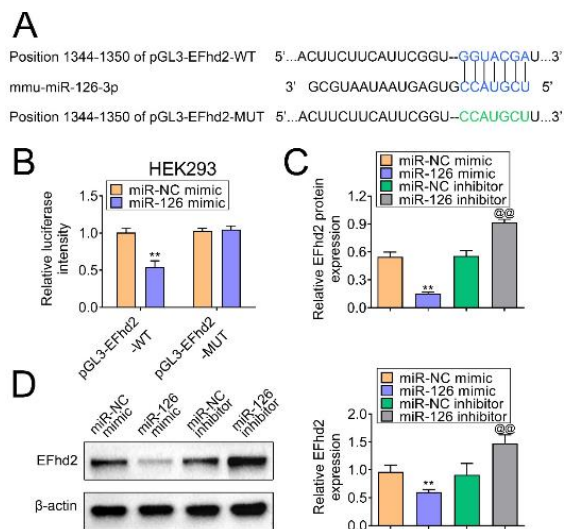 A
Position 1344-1350 of pGL3-EFhd2-WT 5'...ACUUCUUCAUUCGGU--GGUACGAU...
mmu-miR-126-3p 3' GCGUAAUAAUGAGUGCCAUGCU 5'
Position 1344-1350 of pGL3-EFhd2-MUT 5'...ACUUCUUCAUUCGGU--CCAUGCUU...
B
HEK293
miR-NC mimic
miR-126 mimic
Relative luciferase
intensity
1.5
1.0
0.5
0.0
**
pGL3-EFhd2
-WT
pGL3-EFhd2
-MUT
C
miR-NC mimic
miR-126 mimic
miR-NC inhibitor
miR-126 inhibitor
Relative EFhd2 protein
expression
1.2
0.9
0.6
0.3
0.0
**
@@
D
miR-NC
mimic
miR-126
mimic
miR-NC
inhibitor
miR-126
inhibitor
EFhd2
β-actin
miR-NC mimic
miR-126 mimic
miR-NC inhibitor
miR-126 inhibitor
Relative EFhd2
expression
2.0
1.5
1.0
0.5
0.0
**
@@